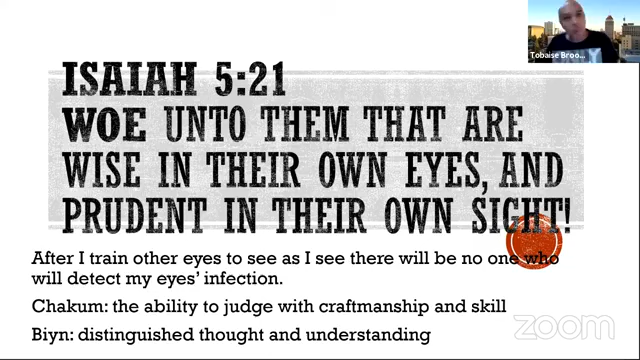 Tobaise Broo...
ISAIAH 5:21
WOE UNTO THEM THAT ARE
WISE IN THEIR OWN EYES, AND
PRUDENT IN THEIR OWN SIGHT!
After I train other eyes to see as I see there will be no one who
will detect my eyes' infection.
Chakum: the ability to judge with craftmanship and skill
Biyn: distinguished thought and understanding
zoom